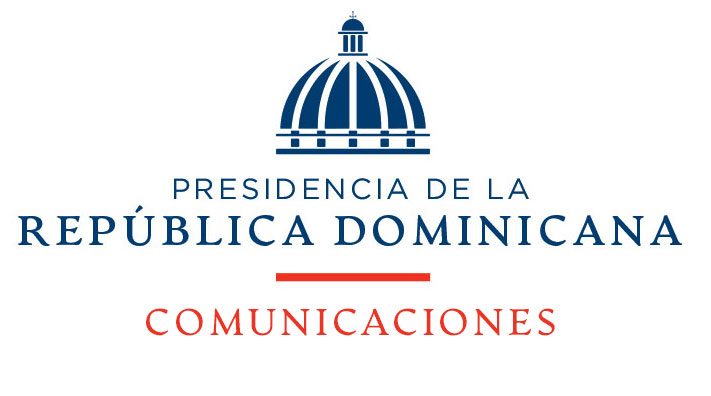 PRESIDENCIA DE LA
REPÚBLICA DOMINICANA
COMUNICACIONES